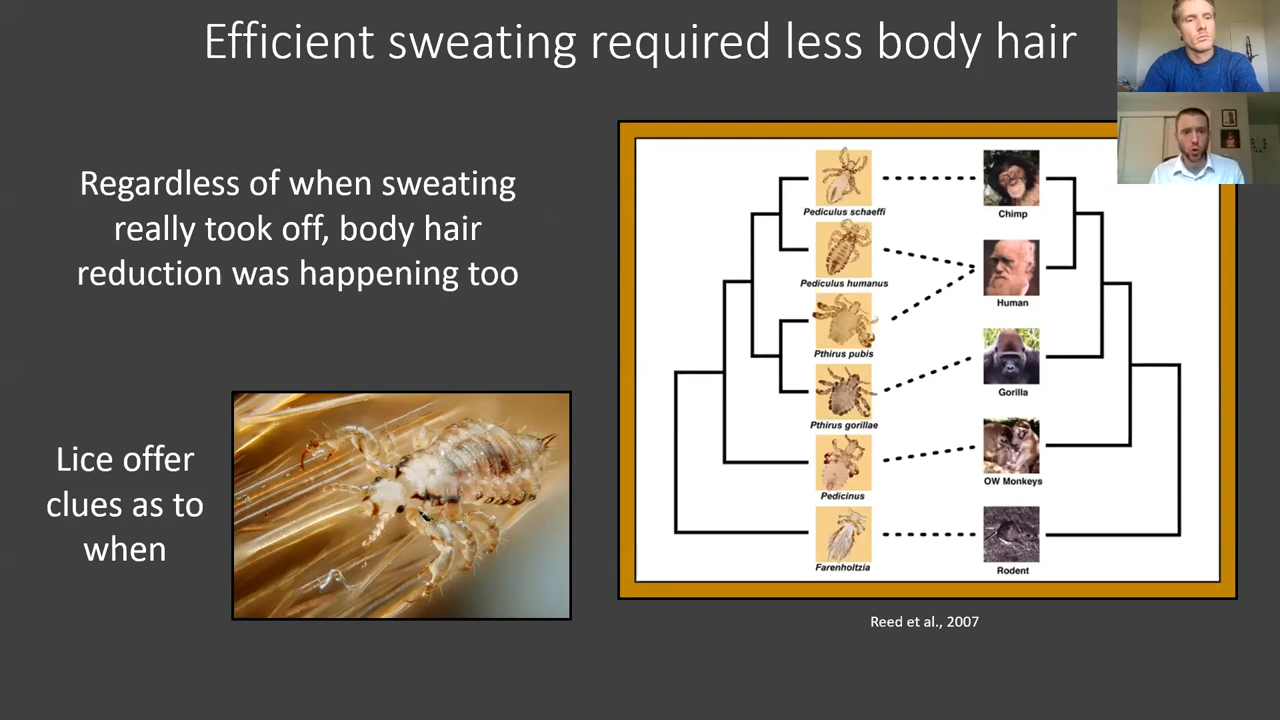 Efficient sweating required less body hair
Regardless of when sweating
really took off, body hair
reduction was happening too
Lice offer
clues as to
when
Pediculus schaeffi
Chimp
Pediculus humanus
Human
Pthirus pubis
Gorilla
Pthirus gorillae
OW Monkeys
Pedicinus
Farenholtzia
Rodent
Reed et al., 2007